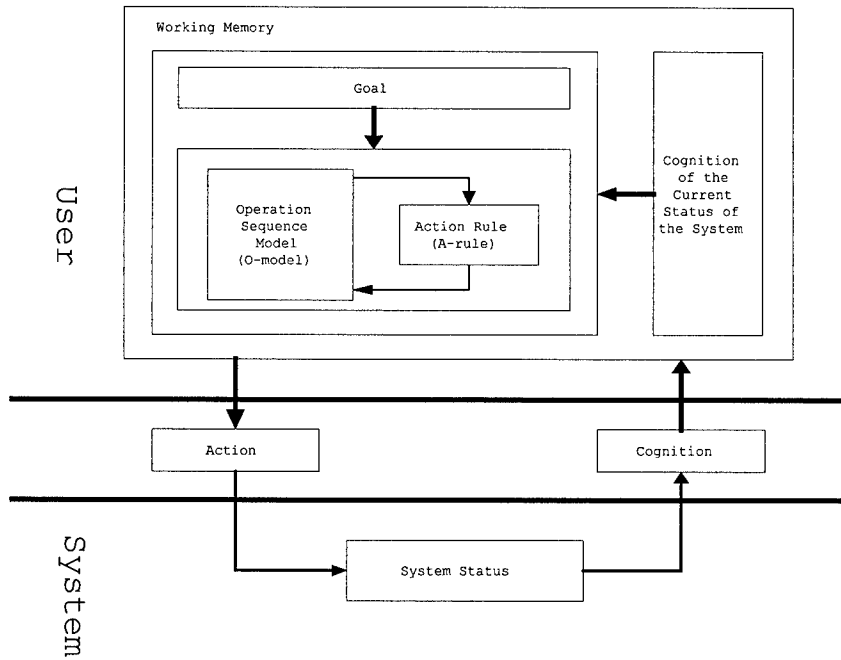 Working Memory
Goal
Operation
Sequence
Model
(O-model)
Action Rule
(A-rule)
Cognition
of the
Current
Status of
the System
User
Action
Cognition
System Status
System